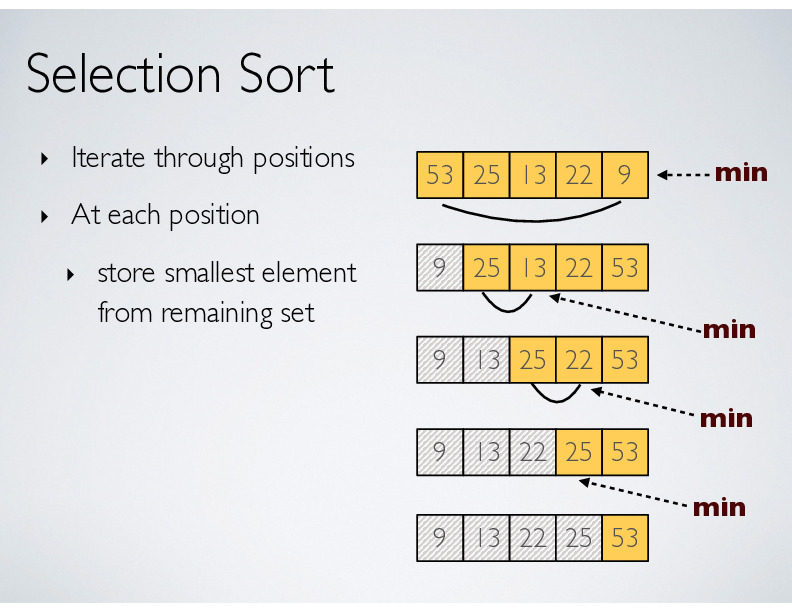 Selection Sort
‣ Iterate through positions
‣ At each position
‣ store smallest element
from remaining set
53 25 13 22 9
min
9 25 13 22 53
min
9 13 25 22 53
min
9 13 22 25 53
min
9 13 22 25 53